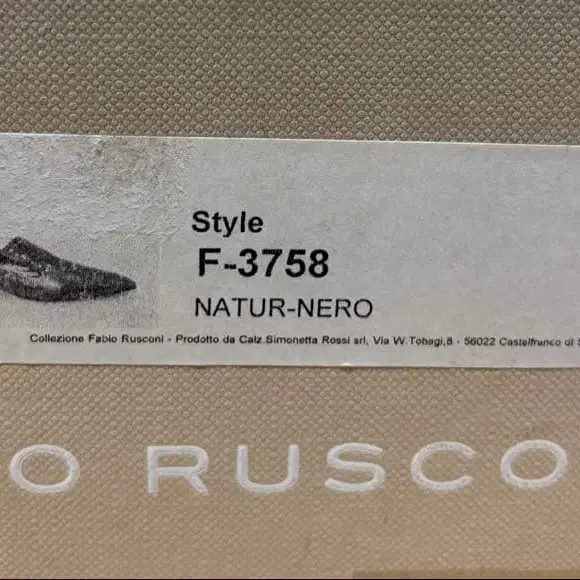 Style
F-3758
NATUR-NERO
Collezione Fabio Rusconi - Prodotto da Calz.Simonetta Rossi srl, Via W.Tobagi,8 - 56022 Castelfranco di
O RUSCO